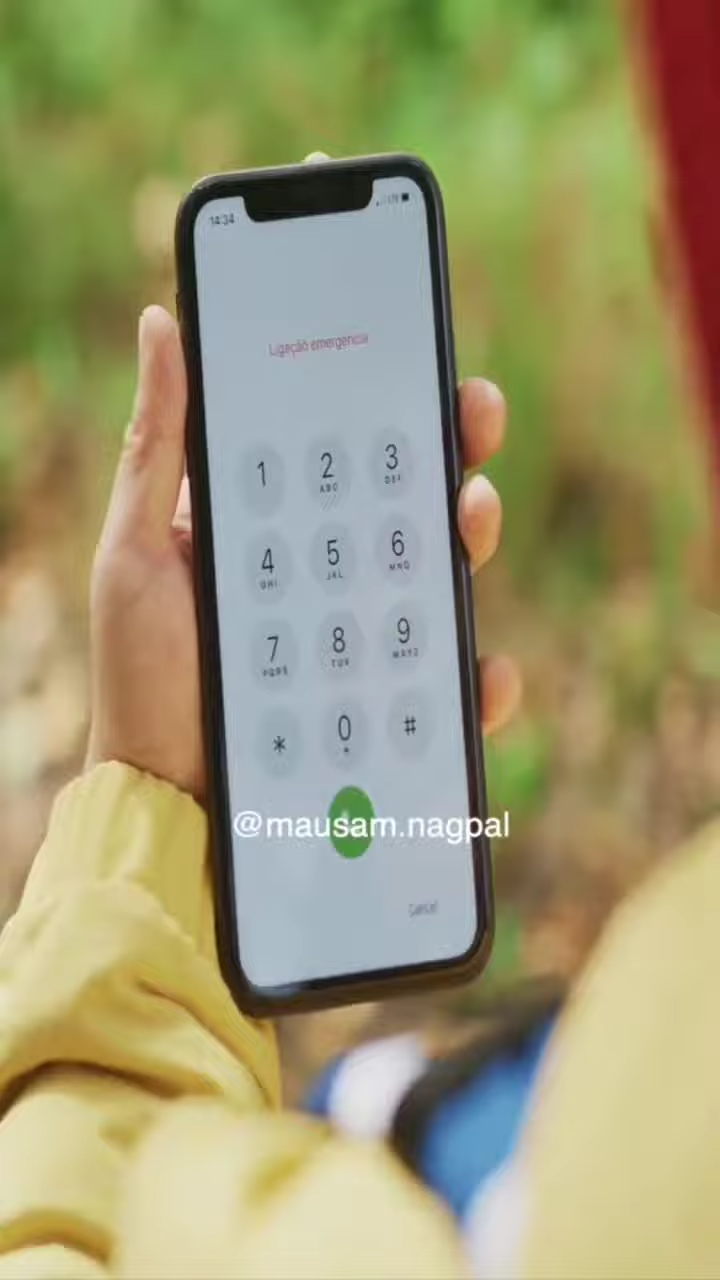 14:34
Ligação emergencia
1
2
ABC
3
DEF
4
GHI
5
JKL
6
MNO
7
PQRS
8
TUV
9
WXYZ
*
0
#
@mausam.nagpal
Cancel